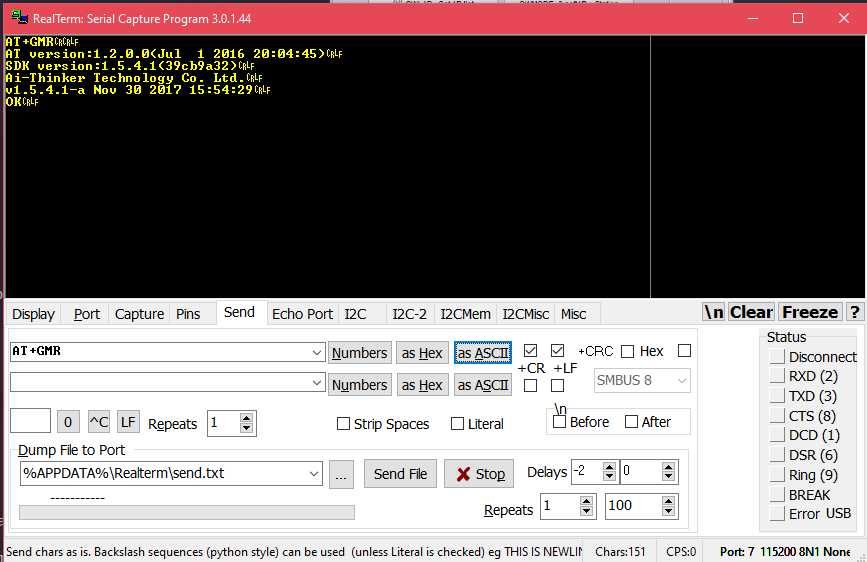 RealTerm: Serial Capture Program 3.0.1.44
AT+GMRCRCRLF
AT version:1.2.0.0(Jul 1 2016 20:04:45)CRLF
SDK version:1.5.4.1(39cb9a32)CRLF
Ai-Thinker Technology Co. Ltd.CRLF
v1.5.4.1-a Nov 30 2017 15:54:29CRLF
OKCRLF
Display Port Capture Pins Send Echo Port I2C I2C-2 I2CMem I2CMisc Misc \n Clear Freeze ?
AT+GMR Numbers as Hex as ASCII +CRC Hex
+CR +LF
Numbers as Hex as ASCII SMBUS 8
0 ^C LF Repeats 1 Strip Spaces Literal \n Before After
Dump File to Port
%APPDATA%\Realterm\send.txt ... Send File Stop Delays -2 0
-----------
Repeats 1 100
Status
Disconnect
RXD (2)
TXD (3)
CTS (8)
DCD (1)
DSR (6)
Ring (9)
BREAK
Error USB
Send chars as is. Backslash sequences (python style) can be used (unless Literal is checked) eg THIS IS NEWLIN Chars:151 CPS:0 Port: 7 115200 8N1 None